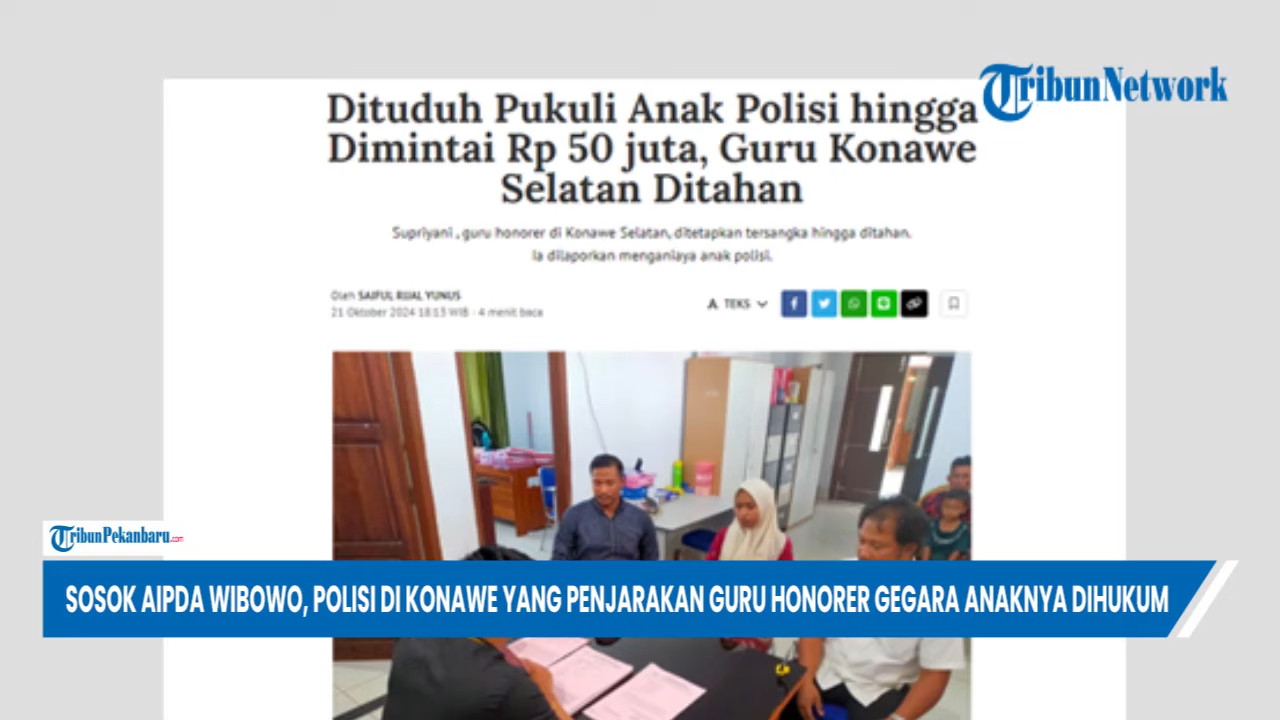 TribunNetwork
Dituduh Pukuli Anak Polisi hingga
Dimintai Rp 50 juta, Guru Konawe
Selatan Ditahan
Supriyani , guru honorer di Konawe Selatan, ditetapkan tersangka hingga ditahan.
Ia dilaporkan menganiaya anak polisi.
Oleh SAIFUL RIJAL YUNUS
21 Oktober 2024 18:13 WIB · 4 menit baca
A TEKS
TribunPekanbaru.com
SOSOK AIPDA WIBOWO, POLISI DI KONAWE YANG PENJARAKAN GURU HONORER GEGARA ANAKNYA DIHUKUM